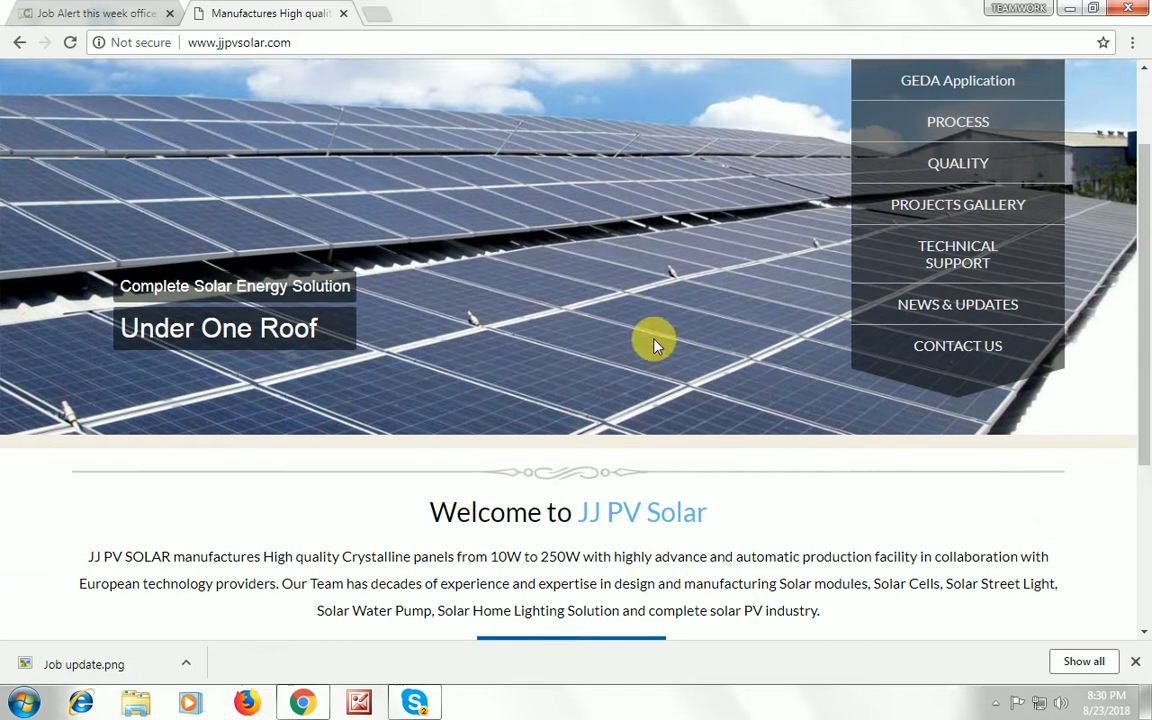 Job Alert this week office
Manufactures High quali
TEAMWORK
Not secure
www.jjpvsolar.com
GEDA Application
PROCESS
QUALITY
PROJECTS GALLERY
TECHNICAL
SUPPORT
NEWS & UPDATES
CONTACT US
Complete Solar Energy Solution
Under One Roof
Welcome to JJ PV Solar
JJ PV SOLAR manufactures High quality Crystalline panels from 10W to 250W with highly advance and automatic production facility in collaboration with
European technology providers. Our Team has decades of experience and expertise in design and manufacturing Solar modules, Solar Cells, Solar Street Light,
Solar Water Pump, Solar Home Lighting Solution and complete solar PV industry.
Job update.png
Show all
2
8:30 PM
8/23/2018